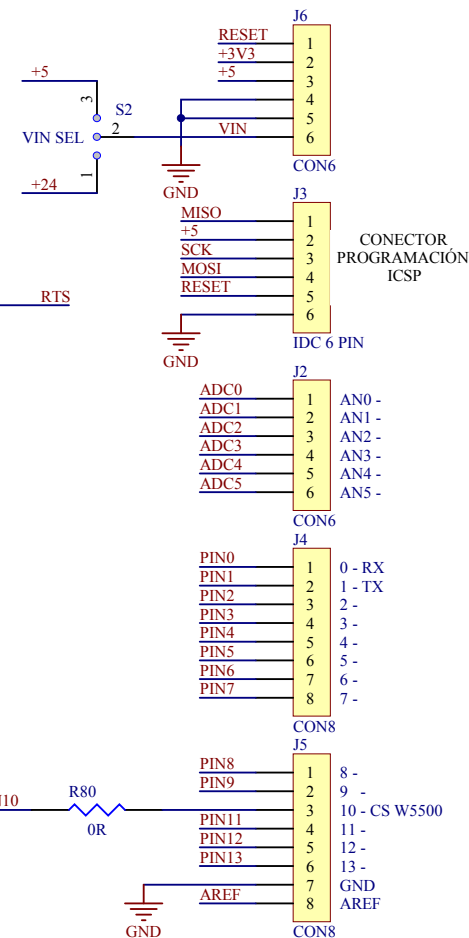 J6
RESET 1
+3V3 2
+5 3
4
5
VIN 6
CON6
+5
3
S2
VIN SEL 2
1
+24
GND
J3
MISO 1
+5 2
SCK 3
MOSI 4
RESET 5
6
IDC 6 PIN
CONECTOR
PROGRAMACIÓN
ICSP
GND
RTS
J2
ADC0 1 AN0 -
ADC1 2 AN1 -
ADC2 3 AN2 -
ADC3 4 AN3 -
ADC4 5 AN4 -
ADC5 6 AN5 -
CON6
J4
PIN0 1 0 - RX
PIN1 2 1 - TX
PIN2 3 2 -
PIN3 4 3 -
PIN4 5 4 -
PIN5 6 5 -
PIN6 7 6 -
PIN7 8 7 -
CON8
J5
PIN8 1 8 -
PIN9 2 9 -
R80
0R
3 10 - CS W5500
PIN11 4 11 -
PIN12 5 12 -
PIN13 6 13 -
7 GND
AREF 8 AREF
GND
CON8